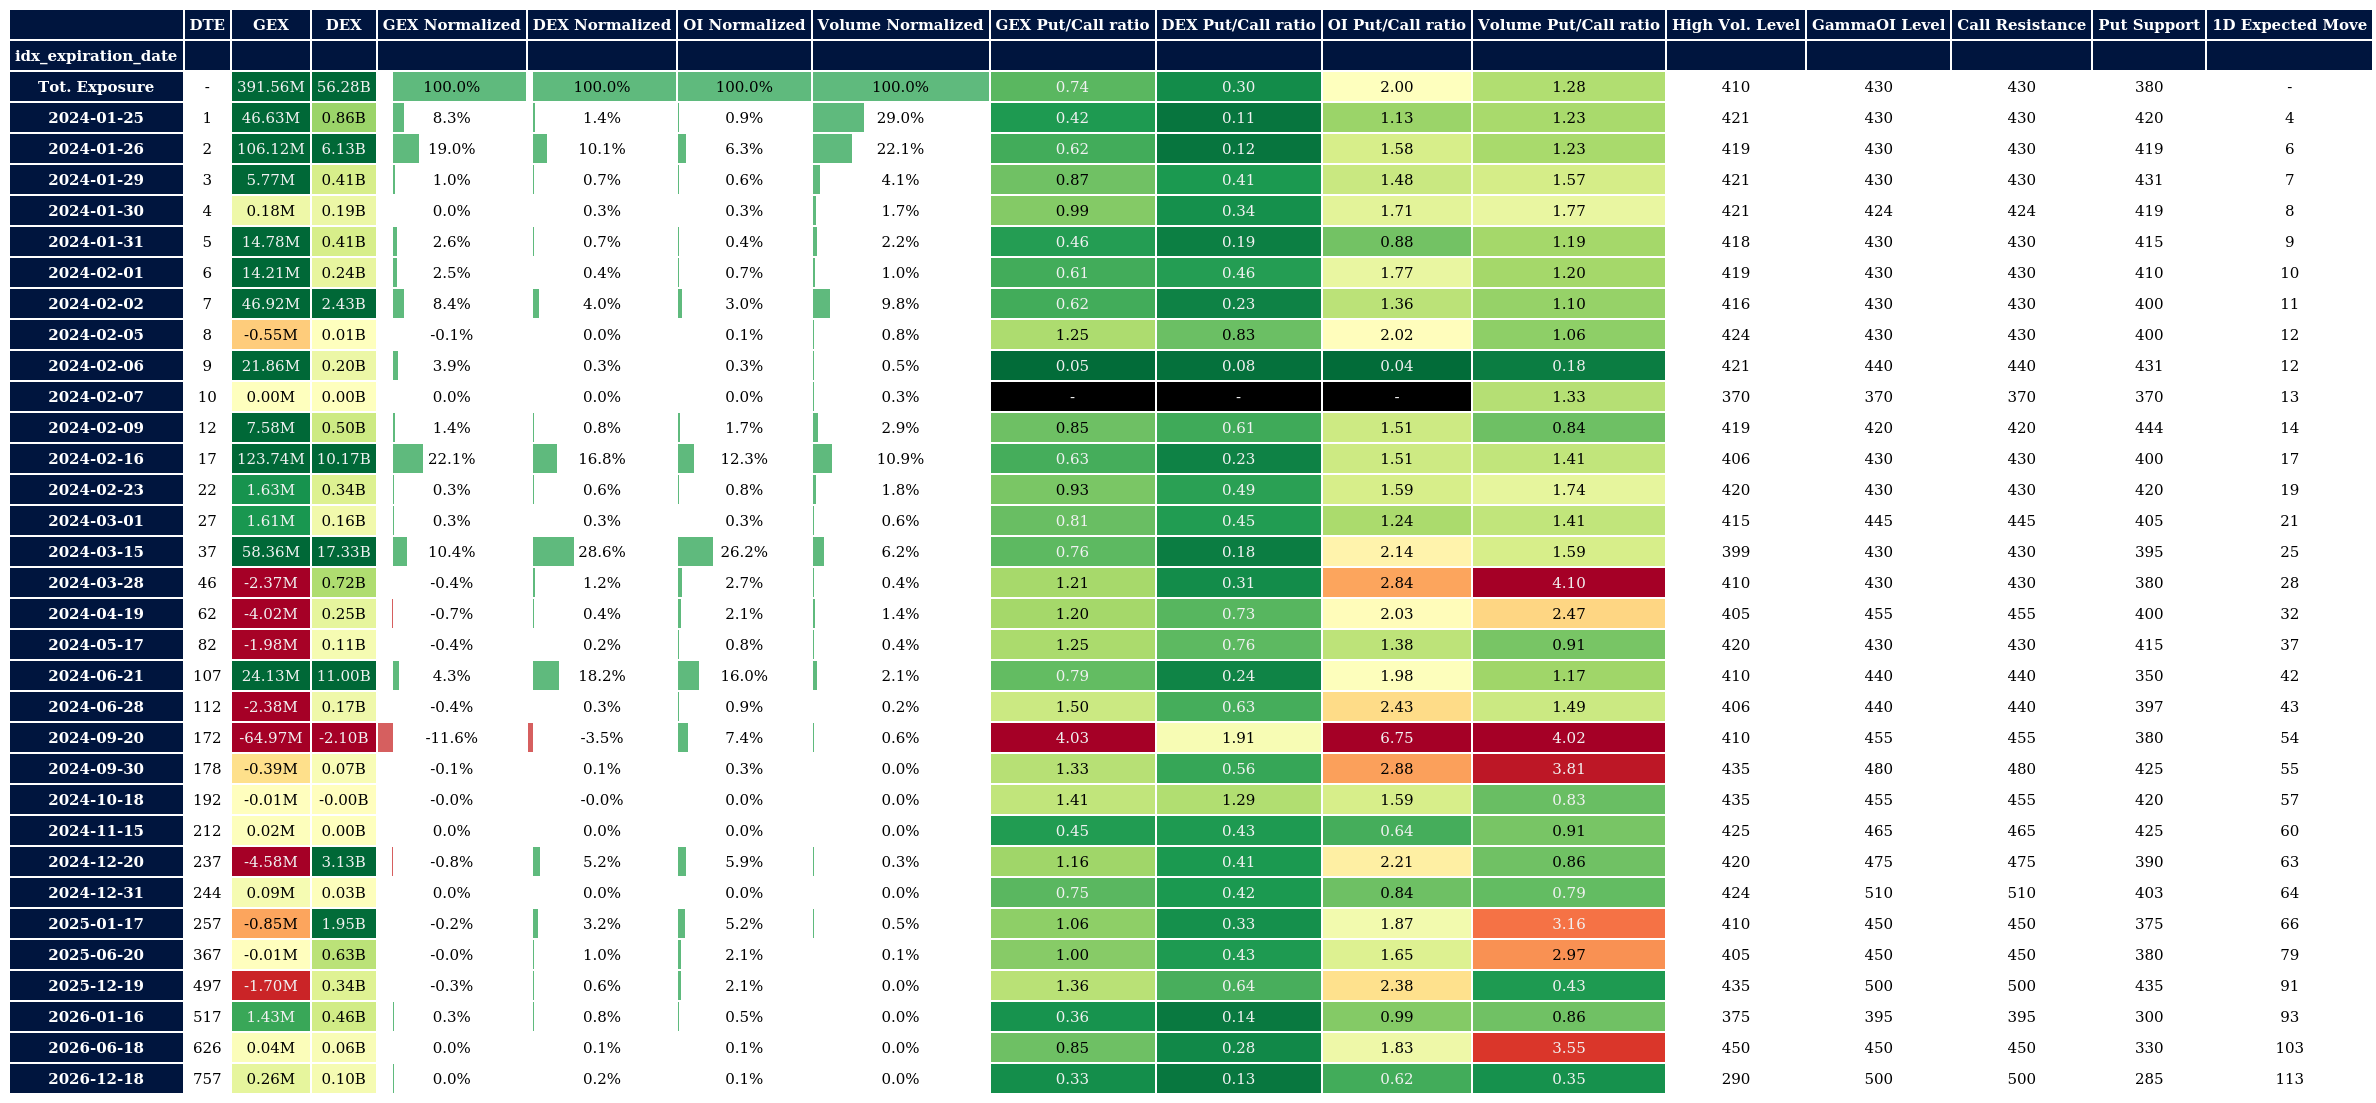 DTE GEX DEX GEX Normalized DEX Normalized OI Normalized Volume Normalized GEX Put/Call ratio DEX Put/Call ratio OI Put/Call ratio Volume Put/Call ratio High Vol. Level GammaOI Level Call Resistance Put Support 1D Expected Move
idx_expiration_date
Tot. Exposure - 391.56M 56.28B 100.0% 100.0% 100.0% 100.0% 0.74 0.30 2.00 1.28 410 430 430 380 -
2024-01-25 1 46.63M 0.86B 8.3% 1.4% 0.9% 29.0% 0.42 0.11 1.13 1.23 421 430 430 420 4
2024-01-26 2 106.12M 6.13B 19.0% 10.1% 6.3% 22.1% 0.62 0.12 1.58 1.23 419 430 430 419 6
2024-01-29 3 5.77M 0.41B 1.0% 0.7% 0.6% 4.1% 0.87 0.41 1.48 1.57 421 430 430 431 7
2024-01-30 4 0.18M 0.19B 0.0% 0.3% 0.3% 1.7% 0.99 0.34 1.71 1.77 421 424 424 419 8
2024-01-31 5 14.78M 0.41B 2.6% 0.7% 0.4% 2.2% 0.46 0.19 0.88 1.19 418 430 430 415 9
2024-02-01 6 14.21M 0.24B 2.5% 0.4% 0.7% 1.0% 0.61 0.46 1.77 1.20 419 430 430 410 10
2024-02-02 7 46.92M 2.43B 8.4% 4.0% 3.0% 9.8% 0.62 0.23 1.36 1.10 416 430 430 400 11
2024-02-05 8 -0.55M 0.01B -0.1% 0.0% 0.1% 0.8% 1.25 0.83 2.02 1.06 424 430 430 400 12
2024-02-06 9 21.86M 0.20B 3.9% 0.3% 0.3% 0.5% 0.05 0.08 0.04 0.18 421 440 440 431 12
2024-02-07 10 0.00M 0.00B 0.0% 0.0% 0.0% 0.3% - - - 1.33 370 370 370 370 13
2024-02-09 12 7.58M 0.50B 1.4% 0.8% 1.7% 2.9% 0.85 0.61 1.51 0.84 419 420 420 444 14
2024-02-16 17 123.74M 10.17B 22.1% 16.8% 12.3% 10.9% 0.63 0.23 1.51 1.41 406 430 430 400 17
2024-02-23 22 1.63M 0.34B 0.3% 0.6% 0.8% 1.8% 0.93 0.49 1.59 1.74 420 430 430 420 19
2024-03-01 27 1.61M 0.16B 0.3% 0.3% 0.3% 0.6% 0.81 0.45 1.24 1.41 415 445 445 405 21
2024-03-15 37 58.36M 17.33B 10.4% 28.6% 26.2% 6.2% 0.76 0.18 2.14 1.59 399 430 430 395 25
2024-03-28 46 -2.37M 0.72B -0.4% 1.2% 2.7% 0.4% 1.21 0.31 2.84 4.10 410 430 430 380 28
2024-04-19 62 -4.02M 0.25B -0.7% 0.4% 2.1% 1.4% 1.20 0.73 2.03 2.47 405 455 455 400 32
2024-05-17 82 -1.98M 0.11B -0.4% 0.2% 0.8% 0.4% 1.25 0.76 1.38 0.91 420 430 430 415 37
2024-06-21 107 24.13M 11.00B 4.3% 18.2% 16.0% 2.1% 0.79 0.24 1.98 1.17 410 440 440 350 42
2024-06-28 112 -2.38M 0.17B -0.4% 0.3% 0.9% 0.2% 1.50 0.63 2.43 1.49 406 440 440 397 43
2024-09-20 172 -64.97M -2.10B -11.6% -3.5% 7.4% 0.6% 4.03 1.91 6.75 4.02 410 455 455 380 54
2024-09-30 178 -0.39M 0.07B -0.1% 0.1% 0.3% 0.0% 1.33 0.56 2.88 3.81 435 480 480 425 55
2024-10-18 192 -0.01M -0.00B -0.0% -0.0% 0.0% 0.0% 1.41 1.29 1.59 0.83 435 455 455 420 57
2024-11-15 212 0.02M 0.00B 0.0% 0.0% 0.0% 0.0% 0.45 0.43 0.64 0.91 425 465 465 425 60
2024-12-20 237 -4.58M 3.13B -0.8% 5.2% 5.9% 0.3% 1.16 0.41 2.21 0.86 420 475 475 390 63
2024-12-31 244 0.09M 0.03B 0.0% 0.0% 0.0% 0.0% 0.75 0.42 0.84 0.79 424 510 510 403 64
2025-01-17 257 -0.85M 1.95B -0.2% 3.2% 5.2% 0.5% 1.06 0.33 1.87 3.16 410 450 450 375 66
2025-06-20 367 -0.01M 0.63B -0.0% 1.0% 2.1% 0.1% 1.00 0.43 1.65 2.97 405 450 450 380 79
2025-12-19 497 -1.70M 0.34B -0.3% 0.6% 2.1% 0.0% 1.36 0.64 2.38 0.43 435 500 500 435 91
2026-01-16 517 1.43M 0.46B 0.3% 0.8% 0.5% 0.0% 0.36 0.14 0.99 0.86 375 395 395 300 93
2026-06-18 626 0.04M 0.06B 0.0% 0.1% 0.1% 0.0% 0.85 0.28 1.83 3.55 450 450 450 330 103
2026-12-18 757 0.26M 0.10B 0.0% 0.2% 0.1% 0.0% 0.33 0.13 0.62 0.35 290 500 500 285 113